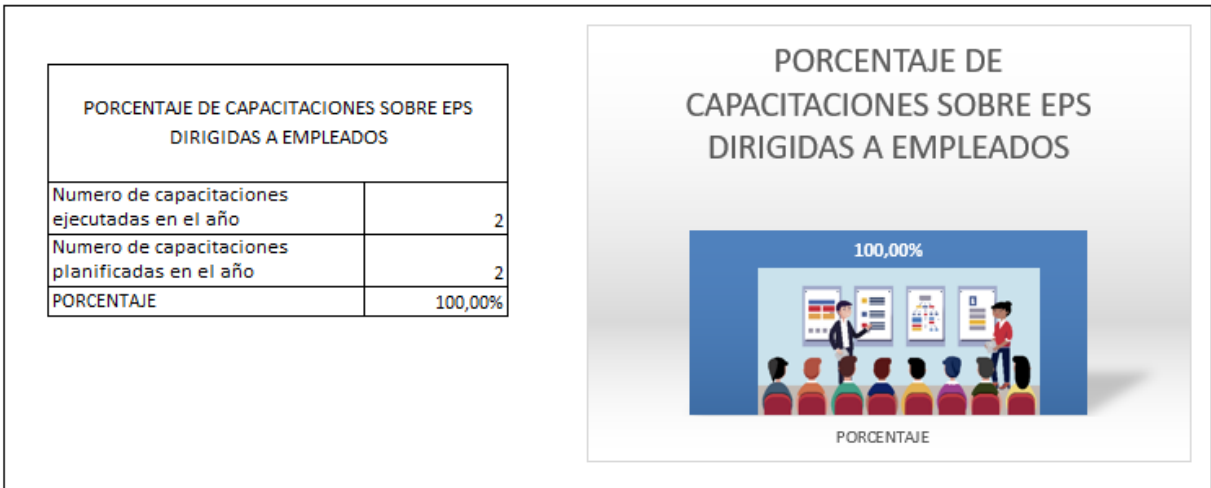 PORCENTAJE DE CAPACITACIONES SOBRE EPS
DIRIGIDAS A EMPLEADOS
Numero de capacitaciones
ejecutadas en el año
2
Numero de capacitaciones
planificadas en el año
2
PORCENTAJE
100,00%
PORCENTAJE DE
CAPACITACIONES SOBRE EPS
DIRIGIDAS A EMPLEADOS
100,00%
PORCENTAJE